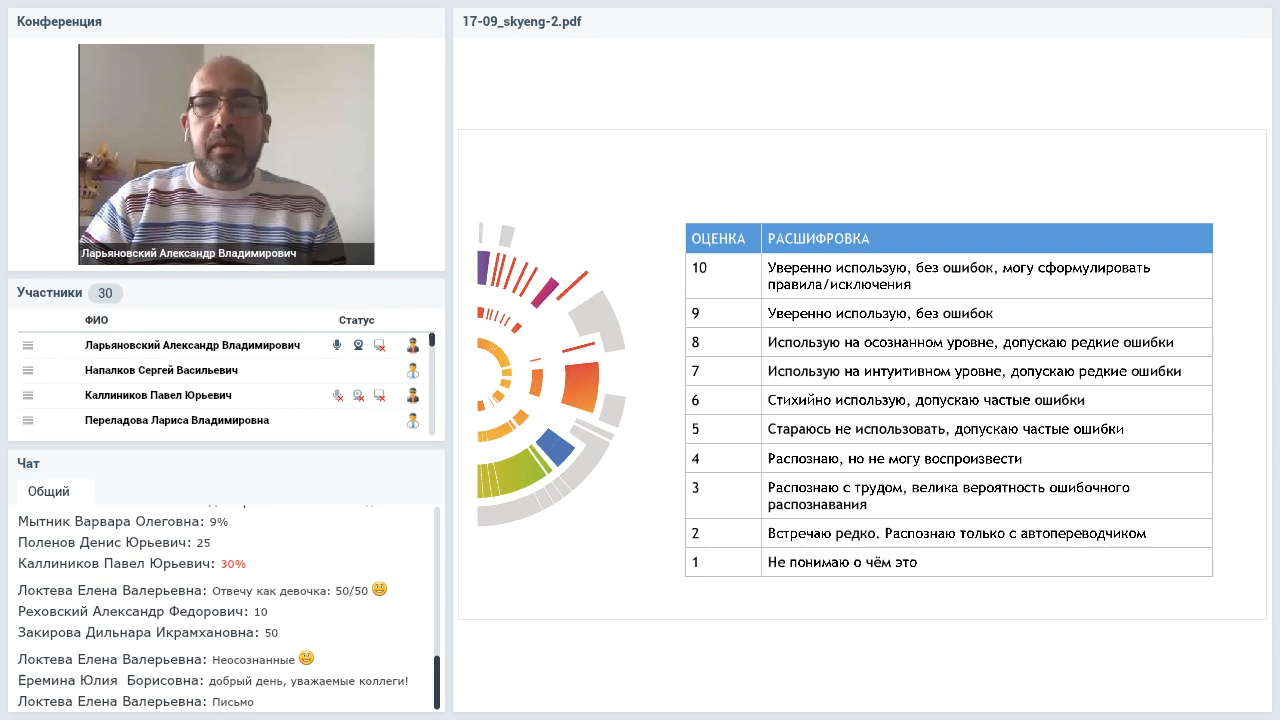 Конференция
Ларьяновский Александр Владимирович
Участники 30
ФИО Статус
Ларьяновский Александр Владимирович
Напалков Сергей Васильевич
Каллиников Павел Юрьевич
Переладова Лариса Владимировна
Чат
Общий
Мытник Варвара Олеговна: 9%
Поленов Денис Юрьевич: 25
Каллиников Павел Юрьевич: 30%
Локтева Елена Валерьевна: Отвечу как девочка: 50/50
Реховский Александр Федорович: 10
Закирова Дильнара Икрамхановна: 50
Локтева Елена Валерьевна: Неосознанные
Еремина Юлия Борисовна: добрый день, уважаемые коллеги!
Локтева Елена Валерьевна: Письмо
17-09_skyeng-2.pdf
ОЦЕНКА РАСШИФРОВКА
10 Уверенно использую, без ошибок, могу сформулировать
правила/исключения
9 Уверенно использую, без ошибок
8 Использую на осознанном уровне, допускаю редкие ошибки
7 Использую на интуитивном уровне, допускаю редкие ошибки
6 Стихийно использую, допускаю частые ошибки
5 Стараюсь не использовать, допускаю частые ошибки
4 Распознаю, но не могу воспроизвести
3 Распознаю с трудом, велика вероятность ошибочного
распознавания
2 Встречаю редко. Распознаю только с автопереводчиком
1 Не понимаю о чём это